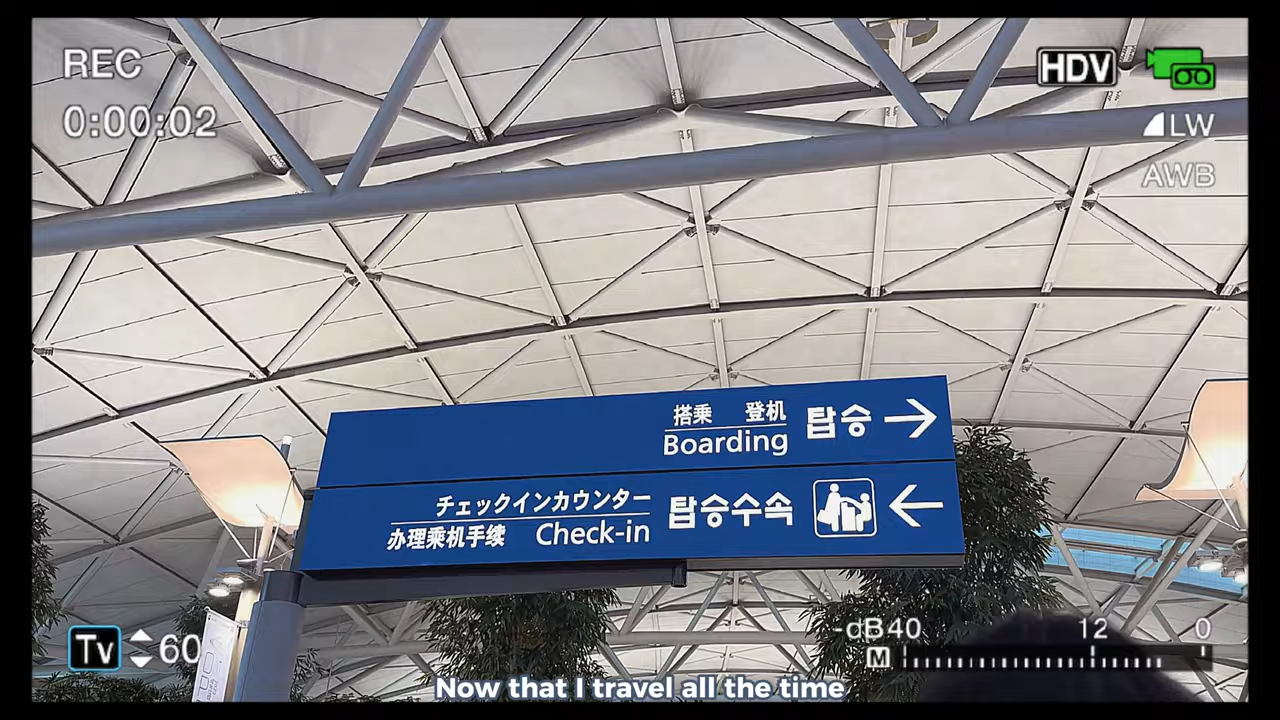 REC
0:00:02
HDV
LW
AWB
搭乗 登机
Boarding
탑승
チェックインカウンター
办理乘机手续 Check-in
탑승수속
Tv 60
-dB40 12 0
M
Now that I travel all the time